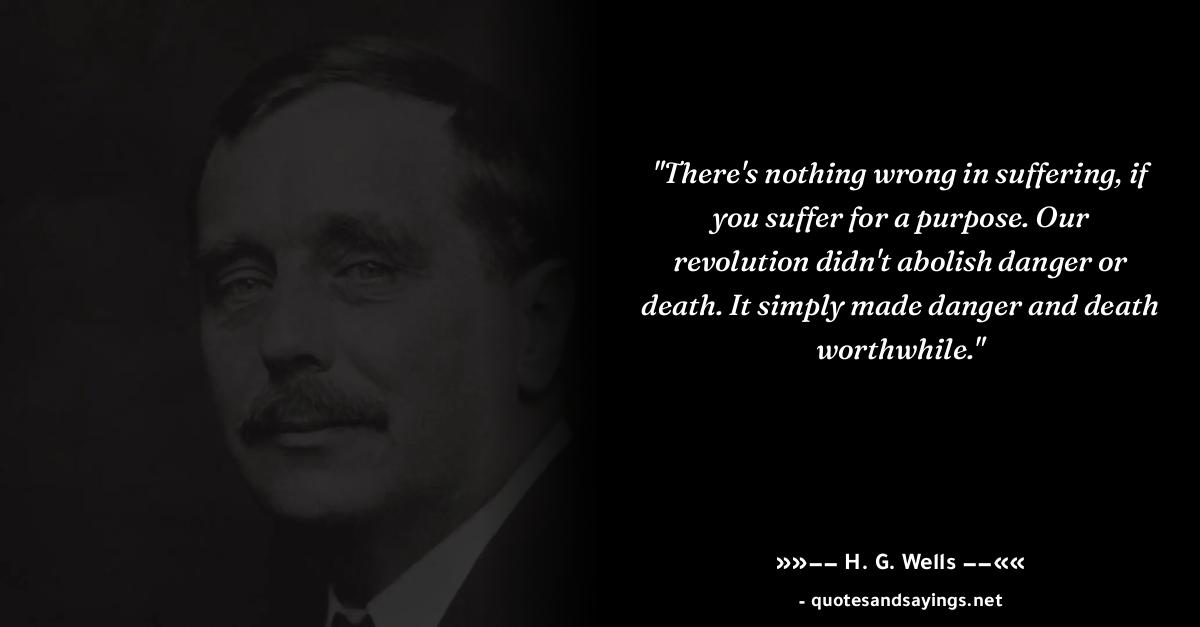 "There's nothing wrong in suffering, if
you suffer for a purpose. Our
revolution didn't abolish danger or
death. It simply made danger and death
worthwhile."
»»−− H. G. Wells −−««
- quotesandsayings.net